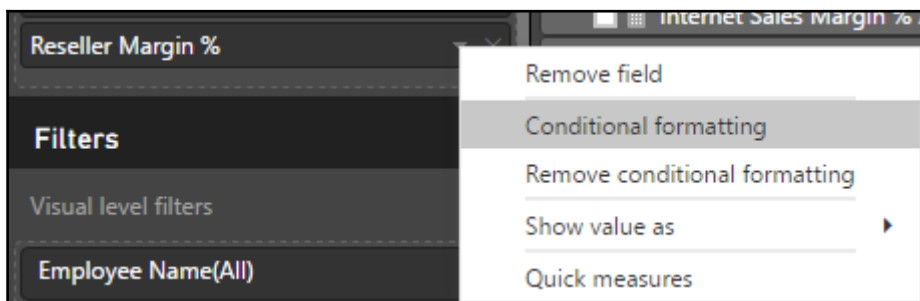 Internet Sales Margin %
Reseller Margin %
Remove field
Conditional formatting
Filters
Remove conditional formatting
Visual level filters
Show value as
Employee Name(All)
Quick measures